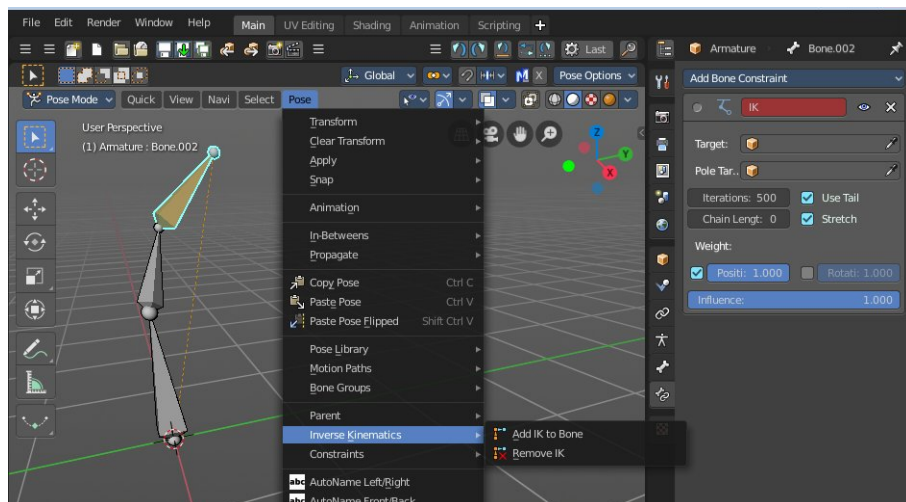 File Edit Render Window Help Main UV Editing Shading Animation Scripting +
Last Armature Bone.002
Global Pose Options Add Bone Constraint
Pose Mode Quick View Navi Select Pose IK
User Perspective
(1) Armature : Bone.002
Transform
Clear Transform
Apply
Snap
Animation
In-Betweens
Propagate
Copy Pose Ctrl C
Paste Pose Ctrl V
Paste Pose Flipped Shift Ctrl V
Pose Library
Motion Paths
Bone Groups
Parent
Inverse Kinematics
Constraints
AutoName Left/Right
AutoName Front/Back
Add IK to Bone
Remove IK
Z
Y
X
Target:
Pole Tar..
Iterations: 500 Use Tail
Chain Lengt: 0 Stretch
Weight:
Positi: 1.000 Rotati: 1.000
Influence: 1.000
abc
abc